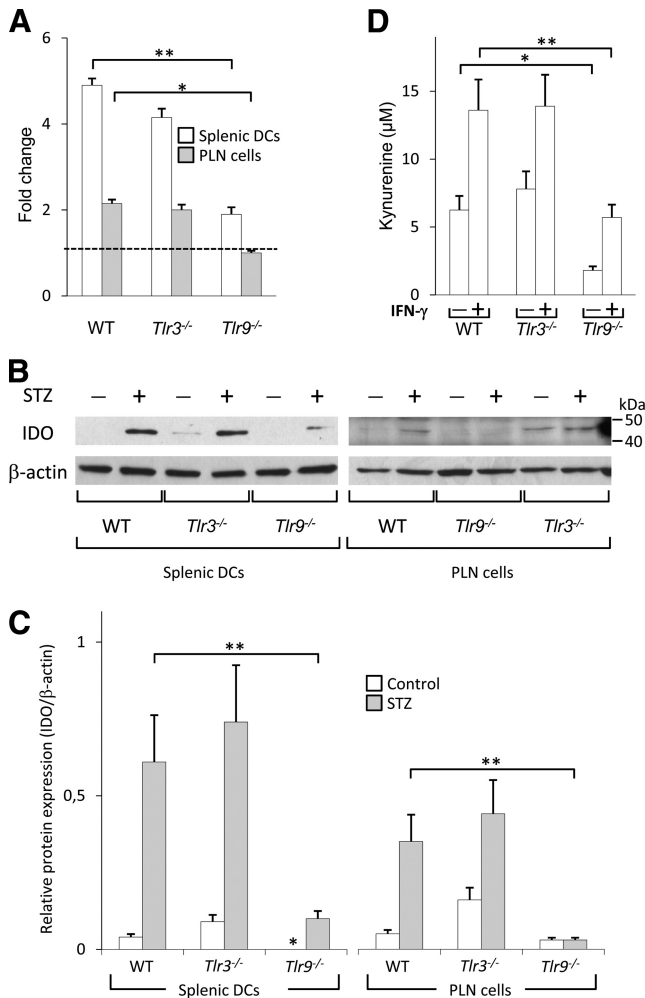 A
6
4
2
0
Fold change
**
*
Splenic DCs
PLN cells
WT Tlr3-/- Tlr9-/-
D
15
10
5
0
Kynurenine (µM)
**
*
IFN-γ — + — + — +
WT Tlr3-/- Tlr9-/-
B
STZ — + — + — + — + — + — +
kDa
IDO
50
40
β-actin
WT Tlr3-/- Tlr9-/- WT Tlr9-/- Tlr3-/-
Splenic DCs PLN cells
C
1
0,5
0
Relative protein expression (IDO/β-actin)
**
Control
STZ
**
*
WT Tlr3-/- Tlr9-/- WT Tlr3-/- Tlr9-/-
Splenic DCs PLN cells